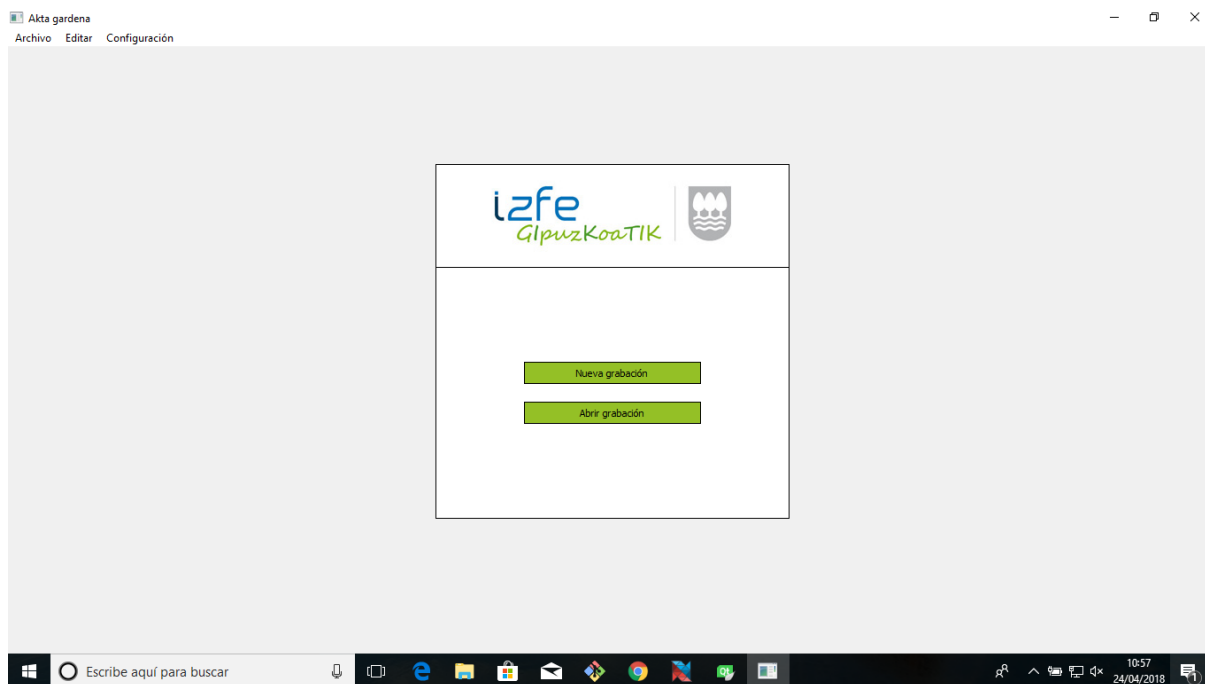 Akta gardena
Archivo Editar Configuración
izfe
GIpuzKoaTIK
Nueva grabación
Abrir grabación
Escribe aquí para buscar
10:57
24/04/2018
1